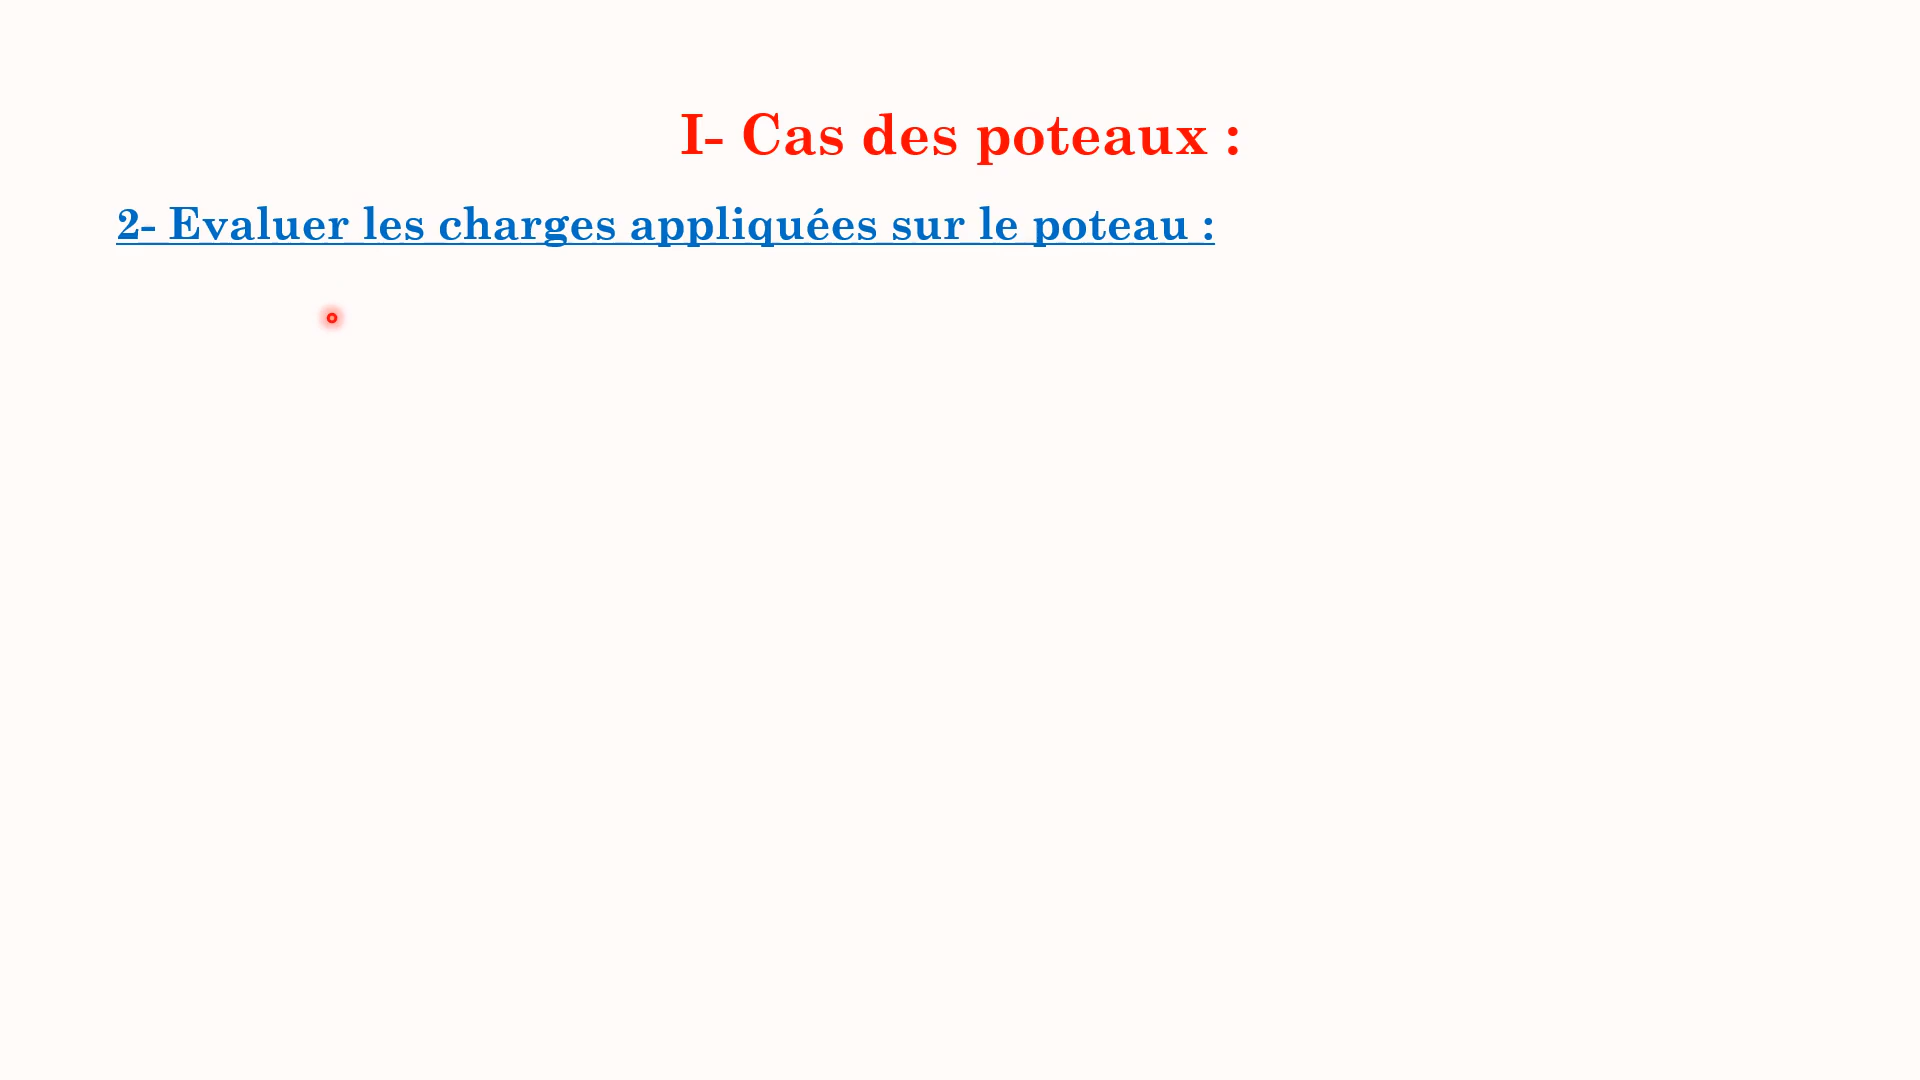 I- Cas des poteaux :
2- Evaluer les charges appliquées sur le poteau :